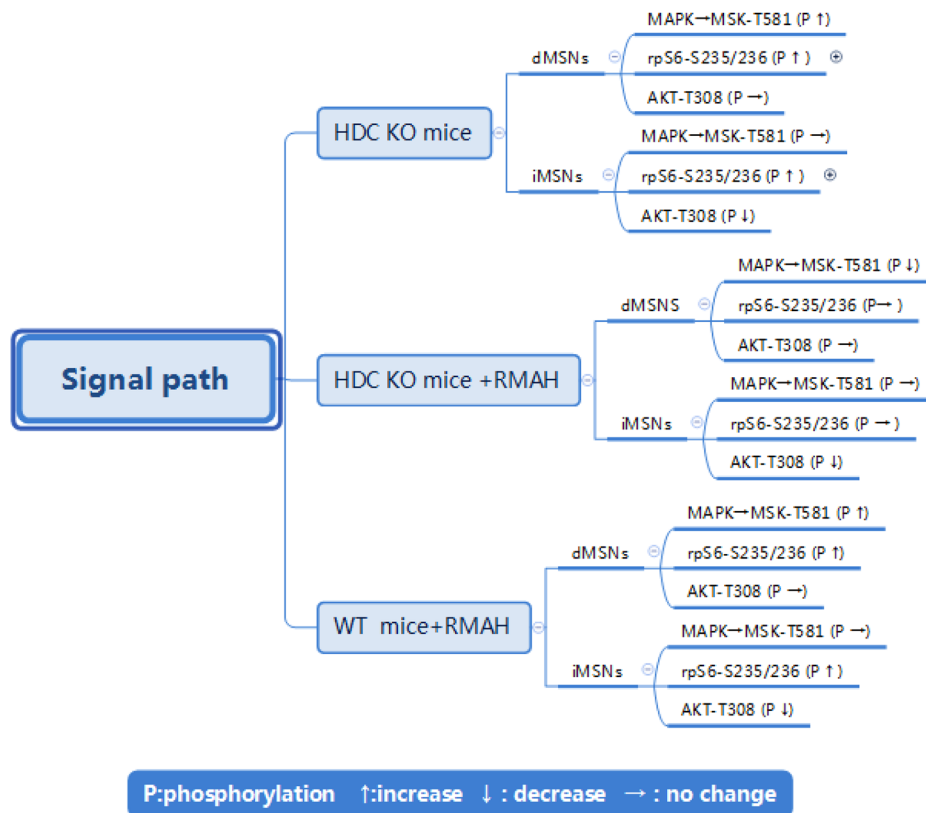 Signal path
HDC KO mice
dMSNs
MAPK→MSK-T581 (P ↑)
rpS6-S235/236 (P ↑ )
AKT-T308 (P →)
iMSNs
MAPK→MSK-T581 (P →)
rpS6-S235/236 (P ↑ )
AKT-T308 (P ↓)
HDC KO mice +RMAH
dMSNS
MAPK→MSK-T581 (P ↓)
rpS6-S235/236 (P→ )
AKT-T308 (P →)
iMSNs
MAPK→MSK-T581 (P →)
rpS6-S235/236 (P → )
AKT-T308 (P ↓)
WT mice+RMAH
dMSNs
MAPK→MSK-T581 (P ↑)
rpS6-S235/236 (P ↑)
AKT-T308 (P →)
iMSNs
MAPK→MSK-T581 (P →)
rpS6-S235/236 (P ↑ )
AKT-T308 (P ↓)
P:phosphorylation ↑:increase ↓ : decrease → : no change